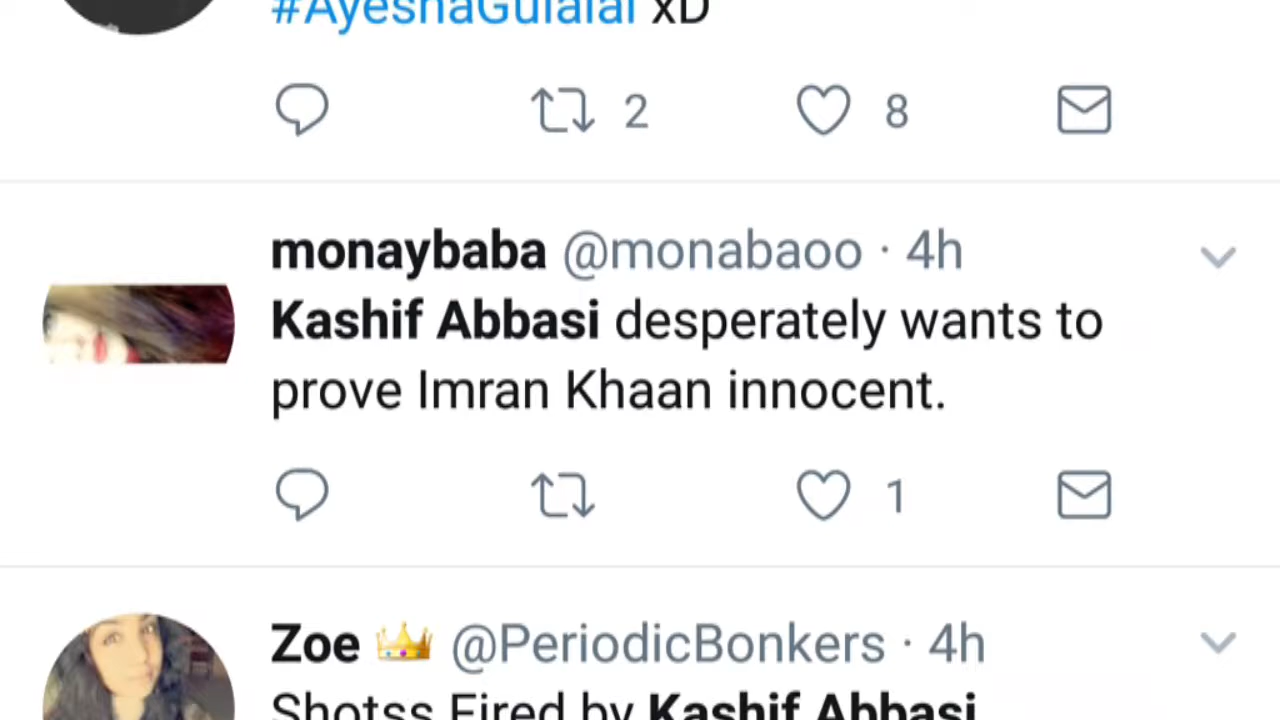 #AyeshaGulalai xD
2 8
monaybaba @monabaoo · 4h
Kashif Abbasi desperately wants to
prove Imran Khaan innocent.
1
Zoe 👑 @PeriodicBonkers · 4h
Shotss Fired by Kashif Abbasi